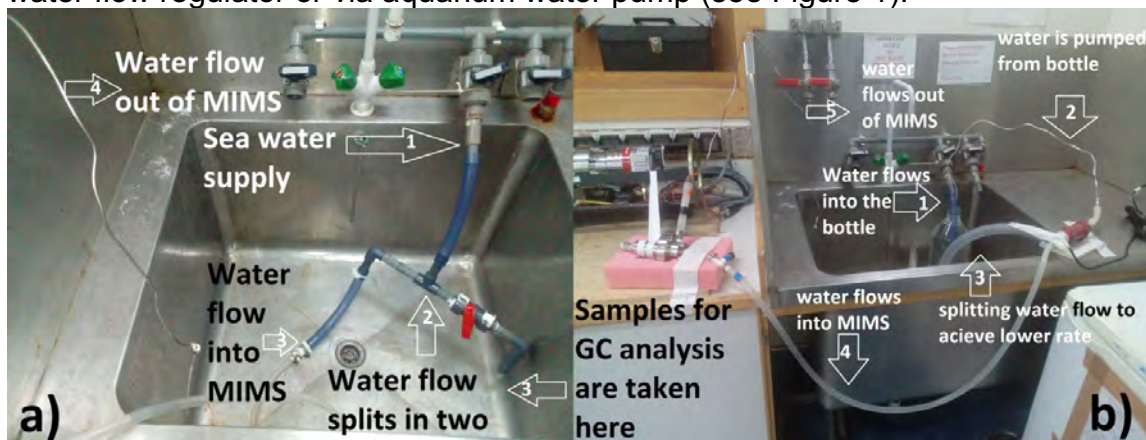 water flow regulator or via aquarium water pump (see Figure 1).
4
Water flow
out of MIMS
Sea water
supply
1
Water
flow
into
MIMS
3
2
3
Water flow
splits in two
a)
water is pumped
from bottle
2
water
flows out
of MIMS
5
Water flows
into the
bottle
1
3
splitting water flow to
acieve lower rate
water flows
into MIMS
4
Samples for
GC analysis
are taken
here
b)